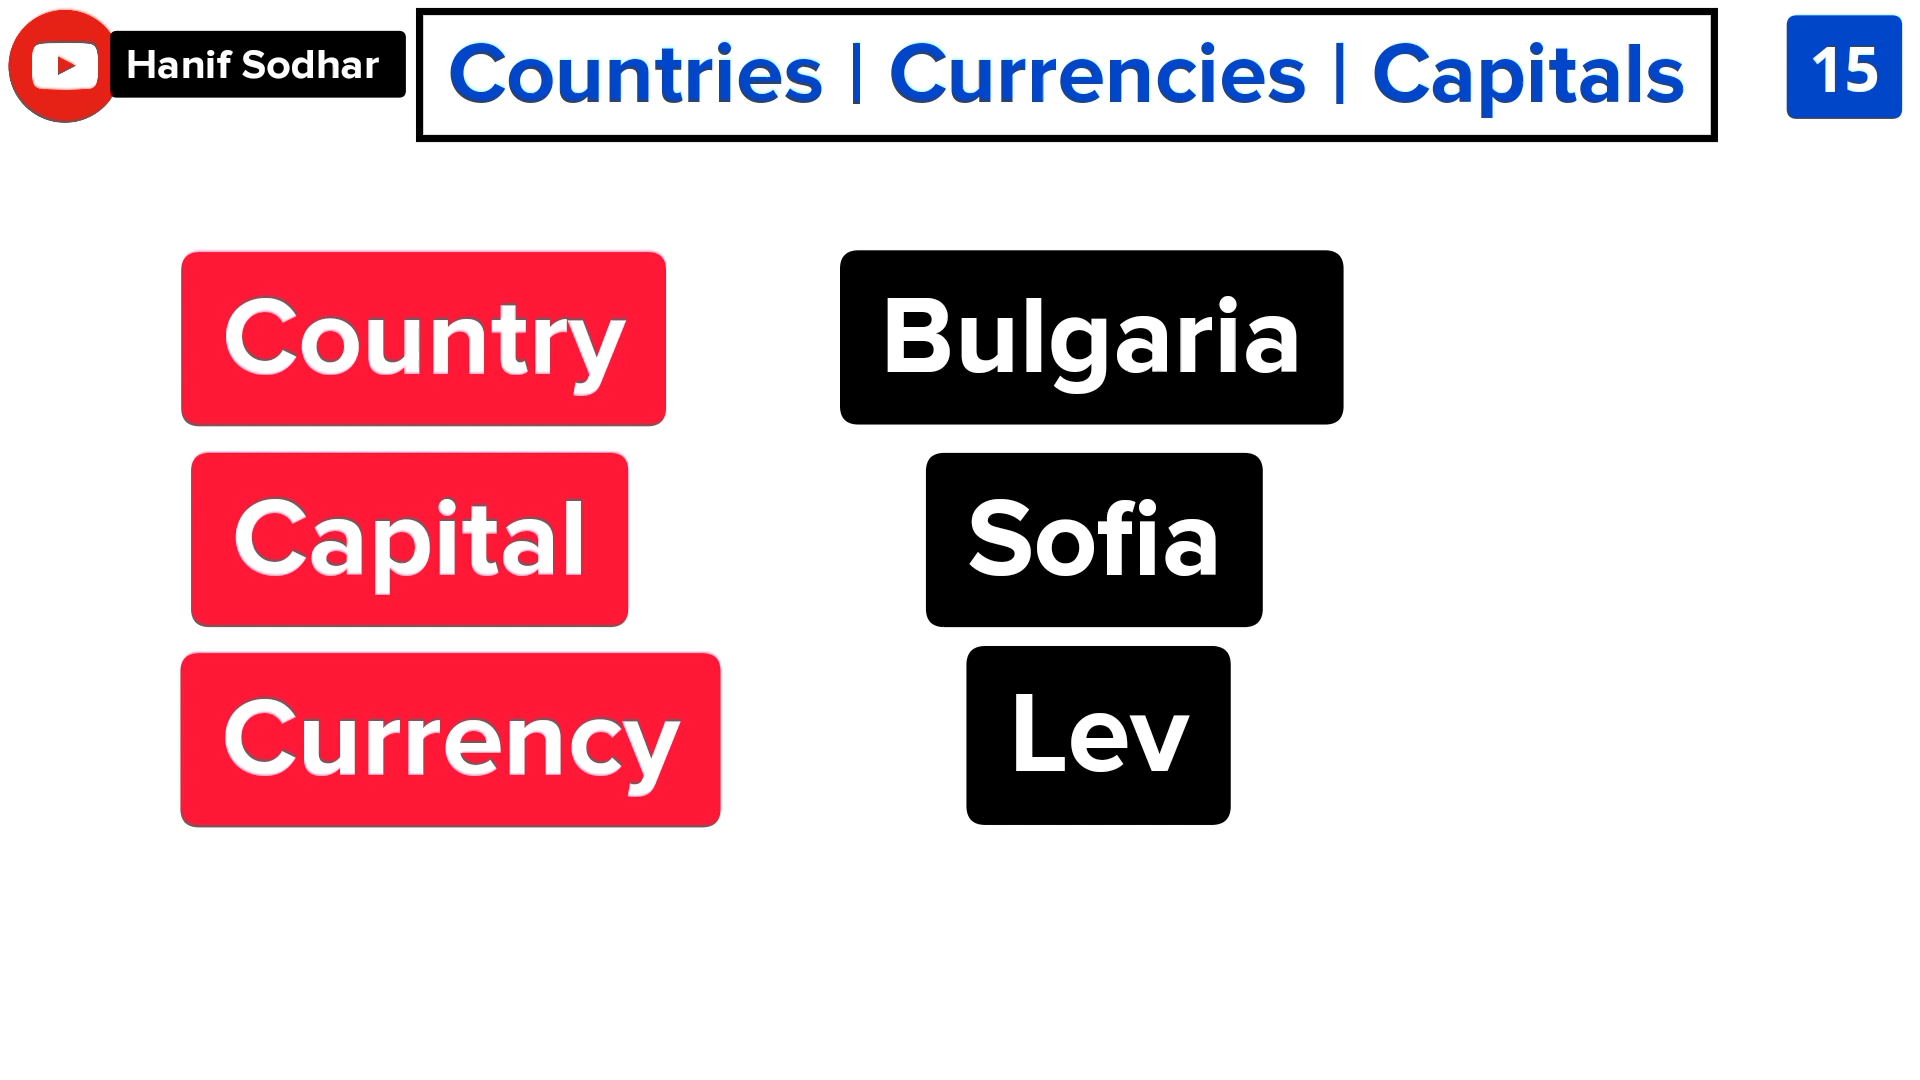 Hanif Sodhar
Countries | Currencies | Capitals
15
Country
Bulgaria
Capital
Sofia
Currency
Lev